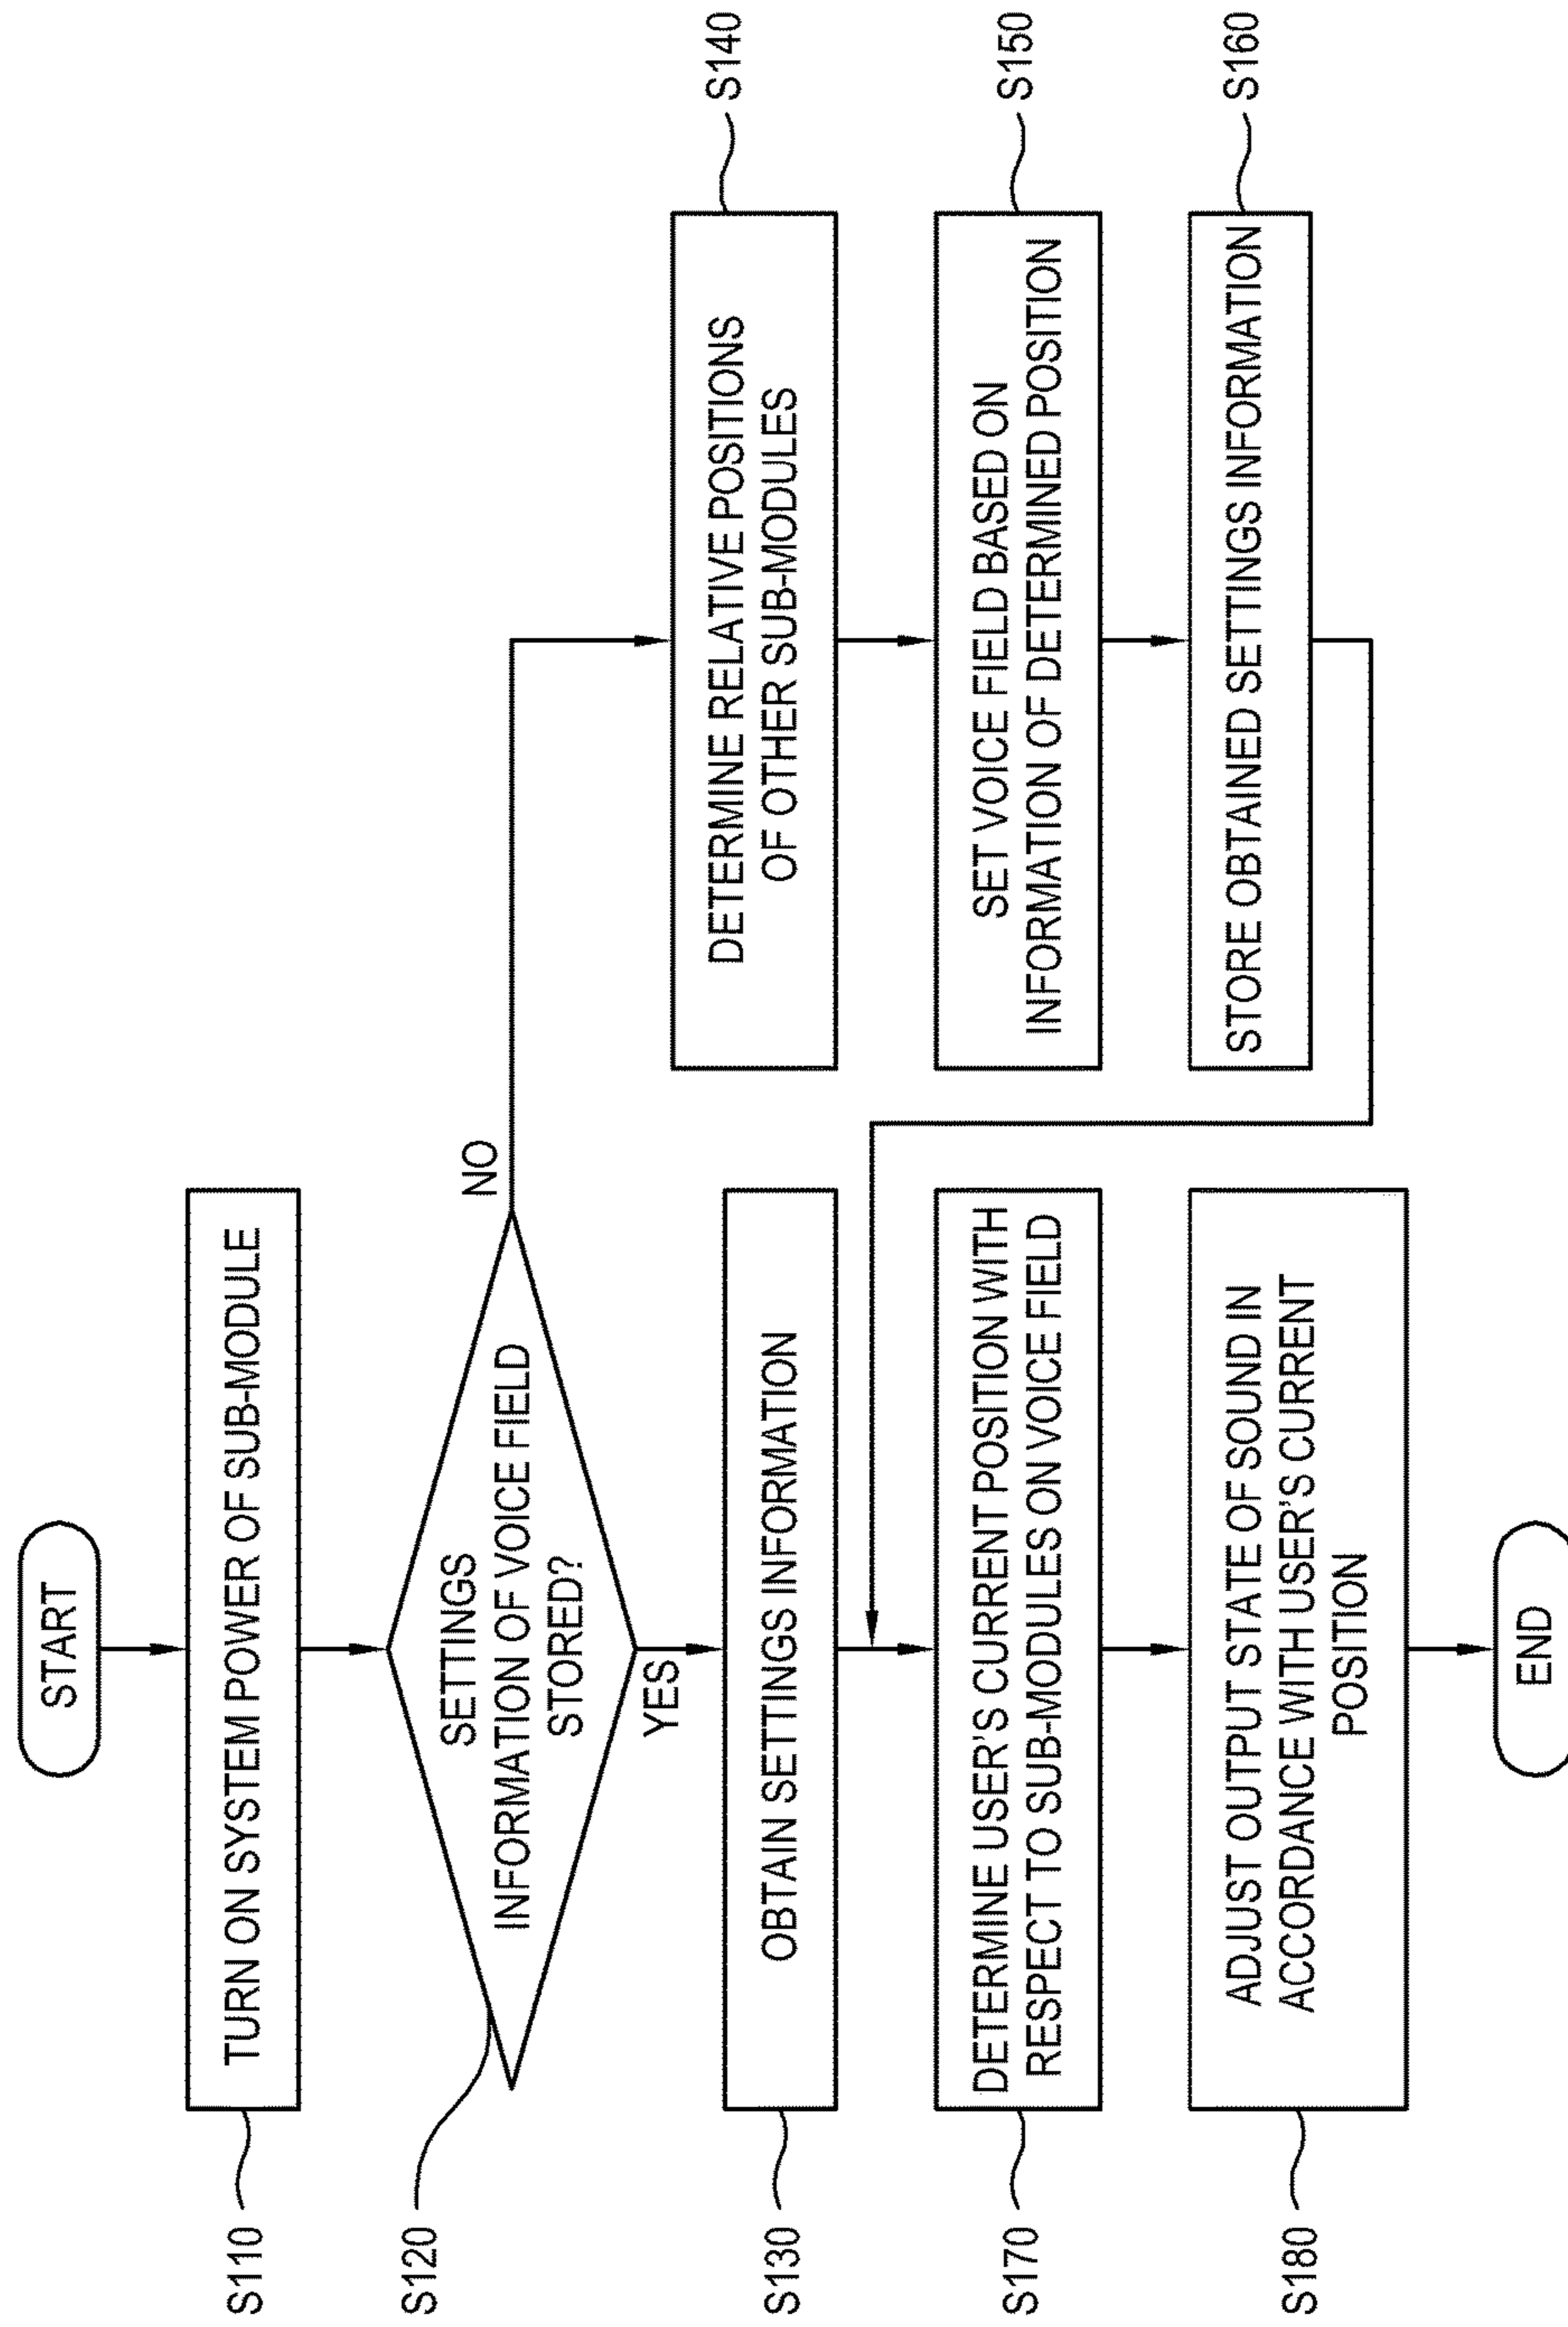 START
S110
TURN ON SYSTEM POWER OF SUB-MODULE
S120
SETTINGS
INFORMATION OF VOICE FIELD
STORED?
NO
YES
S130
OBTAIN SETTINGS INFORMATION
DETERMINE RELATIVE POSITIONS
OF OTHER SUB-MODULES
S140
SET VOICE FIELD BASED ON
INFORMATION OF DETERMINED POSITION
S150
STORE OBTAINED SETTINGS INFORMATION
S160
S170
DETERMINE USER'S CURRENT POSITION WITH
RESPECT TO SUB-MODULES ON VOICE FIELD
S180
ADJUST OUTPUT STATE OF SOUND IN
ACCORDANCE WITH USER'S CURRENT
POSITION
END